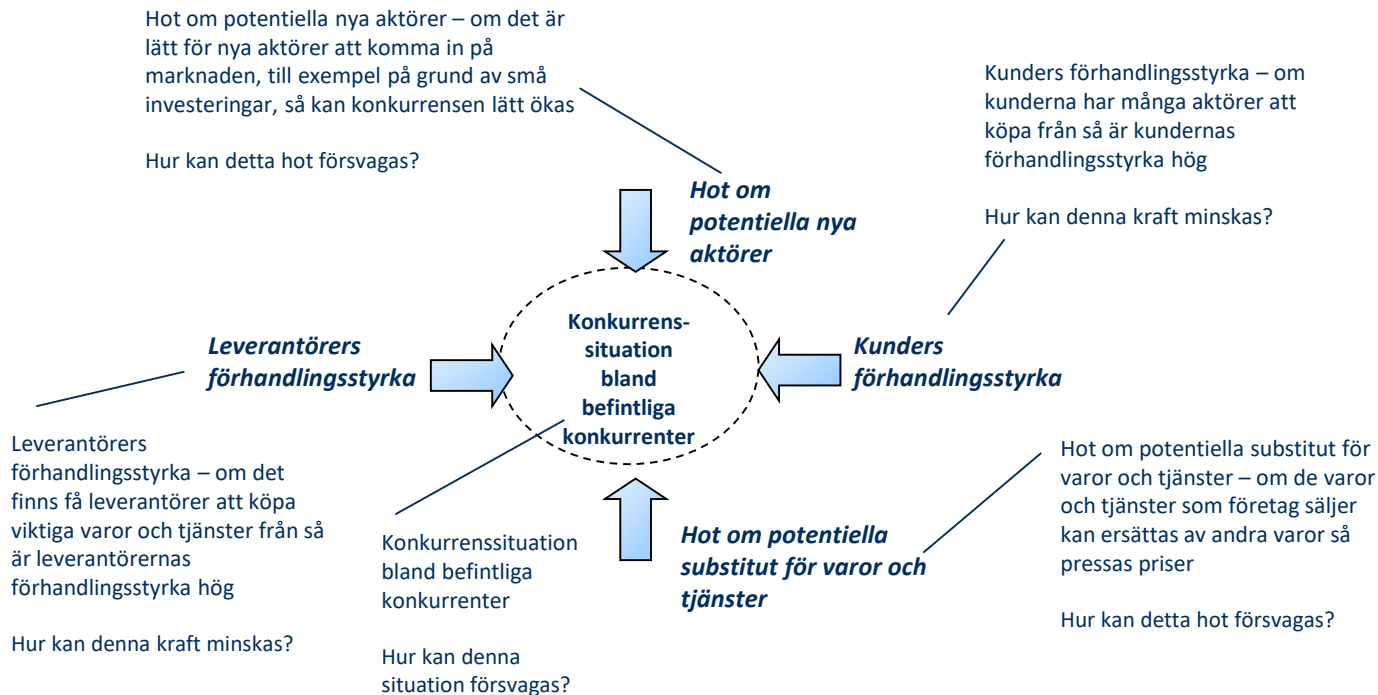 Hot om potentiella nya aktörer – om det är
lätt för nya aktörer att komma in på
marknaden, till exempel på grund av små
investeringar, så kan konkurrensen lätt ökas
Hur kan detta hot försvagas?
Kunders förhandlingsstyrka – om
kunderna har många aktörer att
köpa från så är kundernas
förhandlingsstyrka hög
Hur kan denna kraft minskas?
Hot om
potentiella nya
aktörer
Leverantörers
förhandlingsstyrka
Konkurrens-
situation
bland
befintliga
konkurrenter
Kunders
förhandlingsstyrka
Leverantörers
förhandlingsstyrka – om det
finns få leverantörer att köpa
viktiga varor och tjänster från så
är leverantörernas
förhandlingsstyrka hög
Hur kan denna kraft minskas?
Konkurrenssituation
bland befintliga
konkurrenter
Hur kan denna
situation försvagas?
Hot om potentiella
substitut för varor och
tjänster
Hot om potentiella substitut för
varor och tjänster – om de varor
och tjänster som företag säljer
kan ersättas av andra varor så
pressas priser
Hur kan detta hot försvagas?